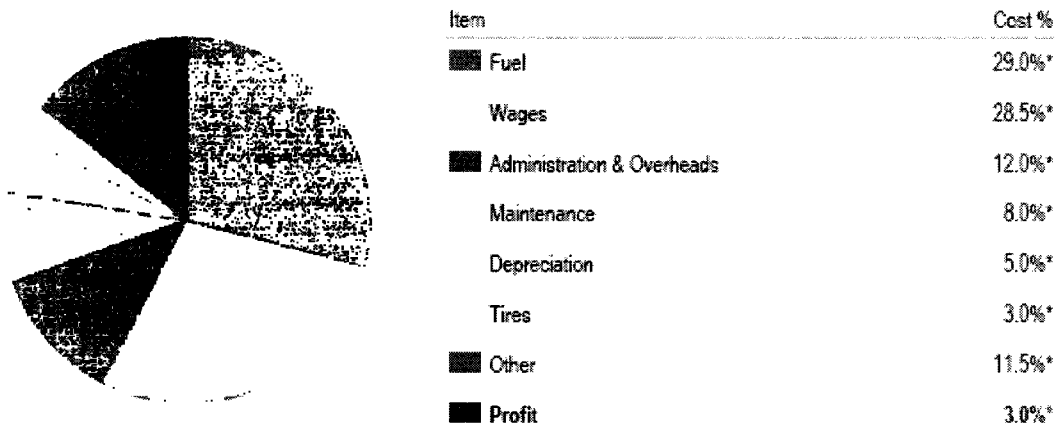 Item Cost %
Fuel 29.0%*
Wages 28.5%*
Administration & Overheads 12.0%*
Maintenance 8.0%*
Depreciation 5.0%*
Tires 3.0%*
Other 11.5%*
Profit 3.0%*